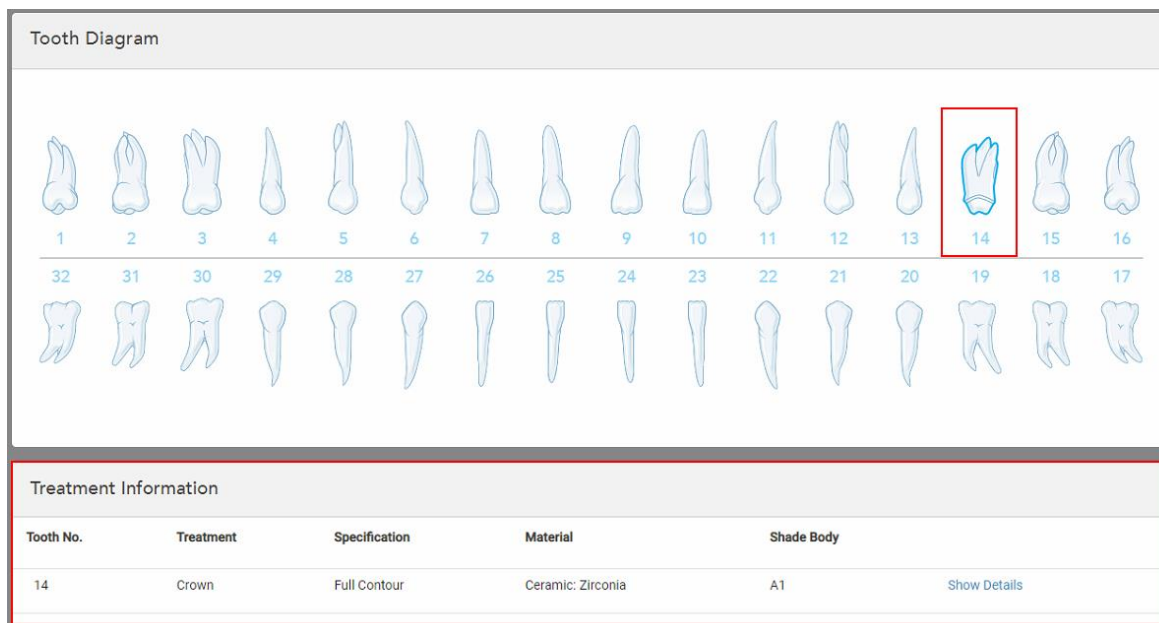 Tooth Diagram
1 2 3 4 5 6 7 8 9 10 11 12 13 14 15 16
32 31 30 29 28 27 26 25 24 23 22 21 20 19 18 17
Treatment Information
Tooth No. Treatment Specification Material Shade Body
14 Crown Full Contour Ceramic: Zirconia A1 Show Details